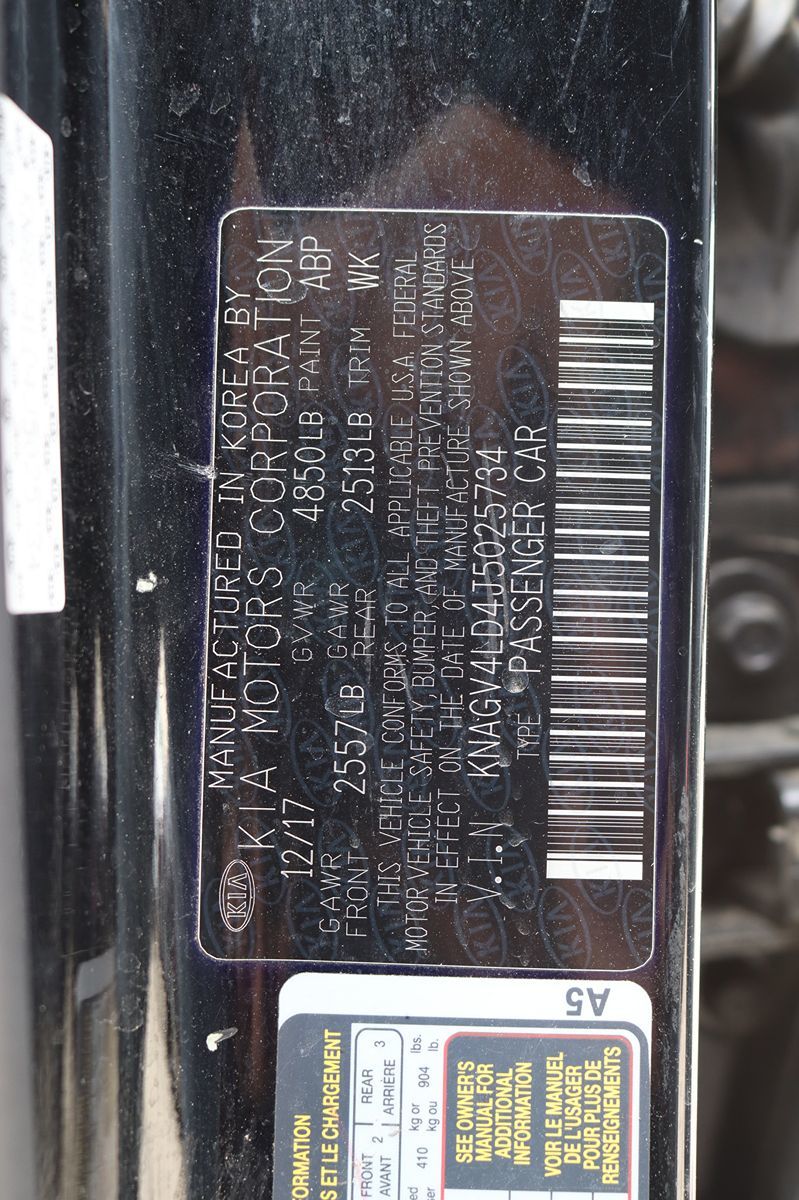 KIA MANUFACTURED IN KOREA BY
KIA MOTORS CORPORATION
12/17 GVWR 4850LB PAINT ABP
GAWR FRONT 2557LB GAWR REAR 2513LB TRIM WK
THIS VEHICLE CONFORMS TO ALL APPLICABLE U.S.A. FEDERAL
MOTOR VEHICLE SAFETY, BUMPER, AND THEFT PREVENTION STANDARDS
IN EFFECT ON THE DATE OF MANUFACTURE SHOWN ABOVE
V.I.N KNAGV4LD4J5025734
TYPE PASSENGER CAR
A5
ET LE CHARGEMENT
FRONT 2 REAR 3
AVANT ARRIÈRE
410 kg or 904 lbs.
kg ou lb.
SEE OWNER'S
MANUAL FOR
ADDITIONAL
INFORMATION
VOIR LE MANUEL
DE L'USAGER
POUR PLUS DE
RENSEIGNEMENTS